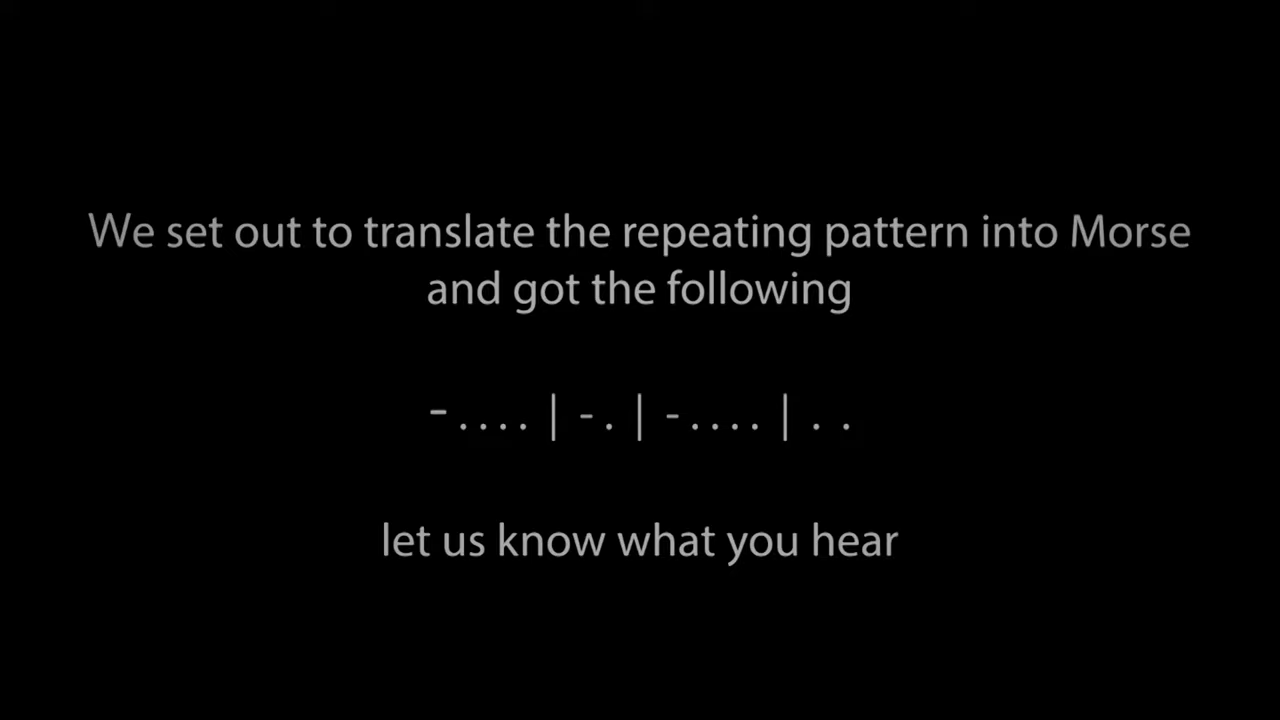 We set out to translate the repeating pattern into Morse
and got the following
-....|-.|-....|..
let us know what you hear